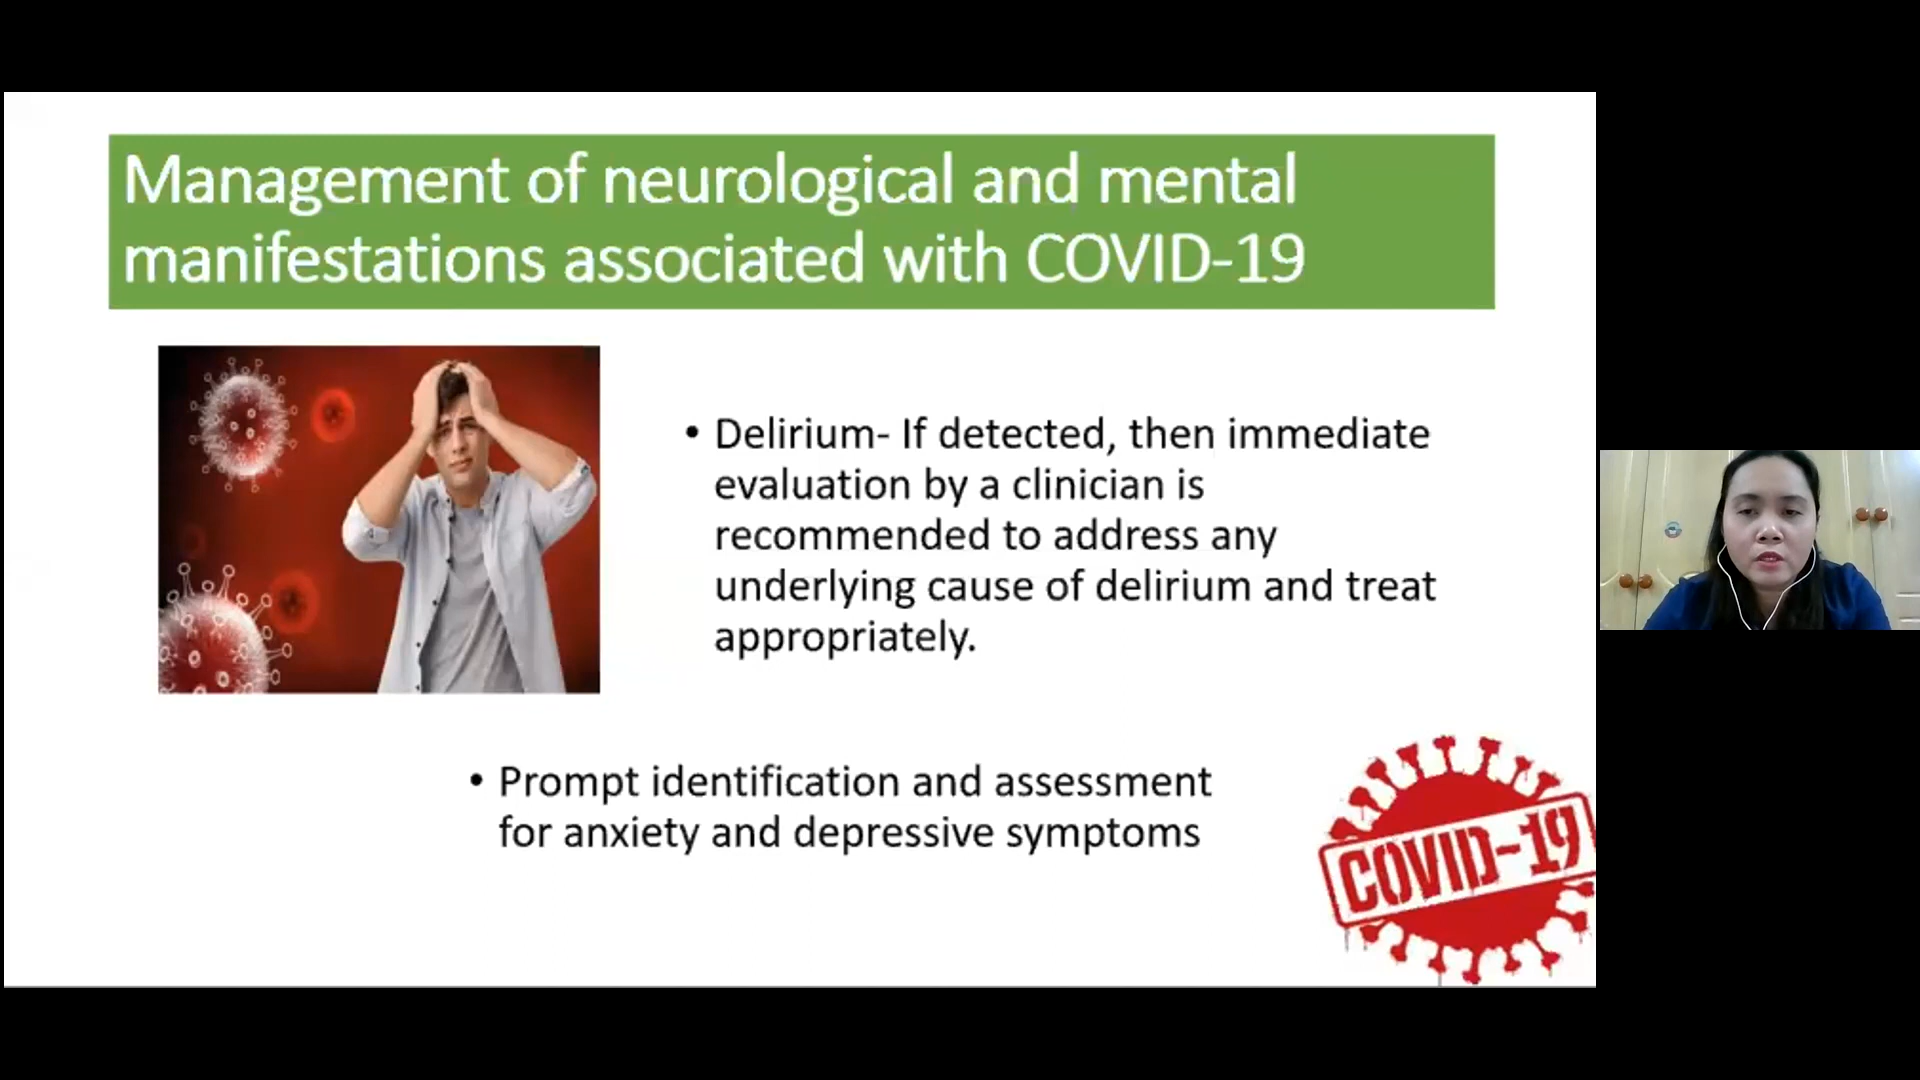 Management of neurological and mental
manifestations associated with COVID-19
• Delirium- If detected, then immediate
evaluation by a clinician is
recommended to address any
underlying cause of delirium and treat
appropriately.
• Prompt identification and assessment
for anxiety and depressive symptoms
COVID-19